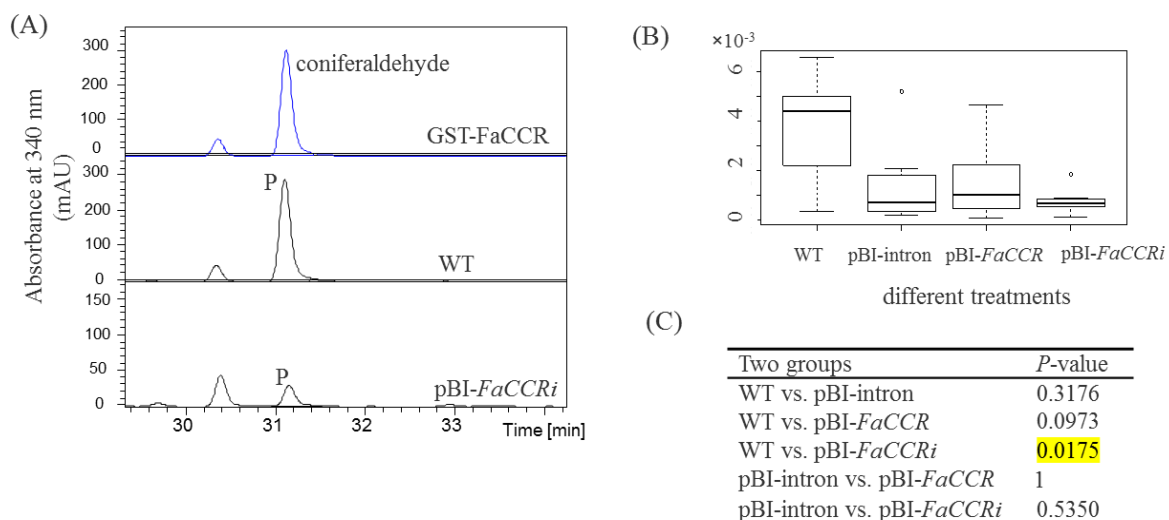 (A)
Absorbance at 340 nm
(mAU)
300
200
100
0
coniferaldehyde
GST-FaCCR
300
200
100
0
P
WT
150
100
50
0
P
pBI-FaCCRi
30
31
32
33
Time [min]
(B)
×10-3
6
4
2
0
WT
pBI-intron
pBI-FaCCR
pBI-FaCCRi
different treatments
(C)
Two groups P-value
WT vs. pBI-intron 0.3176
WT vs. pBI-FaCCR 0.0973
WT vs. pBI-FaCCRi 0.0175
pBI-intron vs. pBI-FaCCR 1
pBI-intron vs. pBI-FaCCRi 0.5350